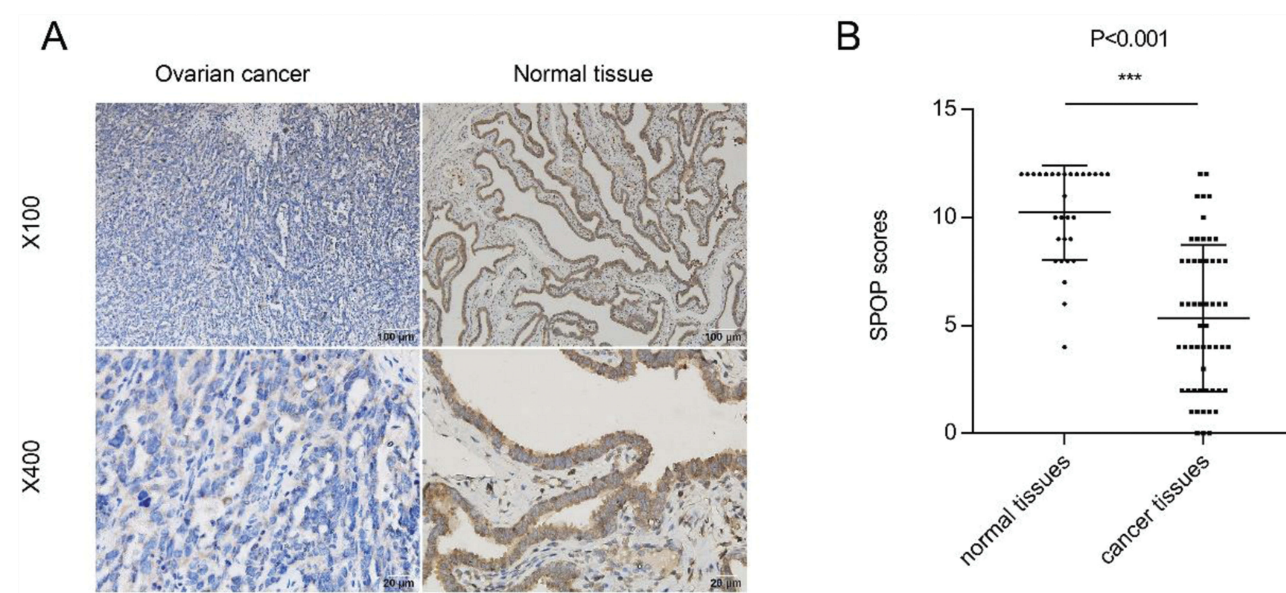 A
Ovarian cancer
Normal tissue
X100
100 µm
100 µm
X400
20 µm
20 µm
B
P<0.001
***
15
10
5
0
SPOP scores
normal tissues
cancer tissues